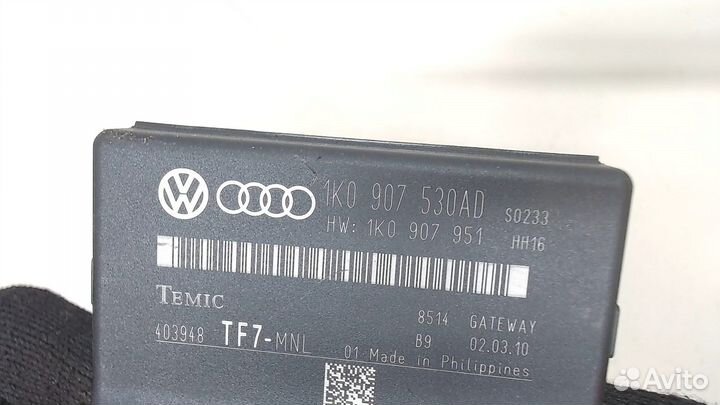 1K0 907 530AD S0233
HW: 1K0 907 951 HH16
TEMIC
8514 GATEWAY
403948 TF7-MNL B9 02.03.10
01 Made in Philippines
Avito